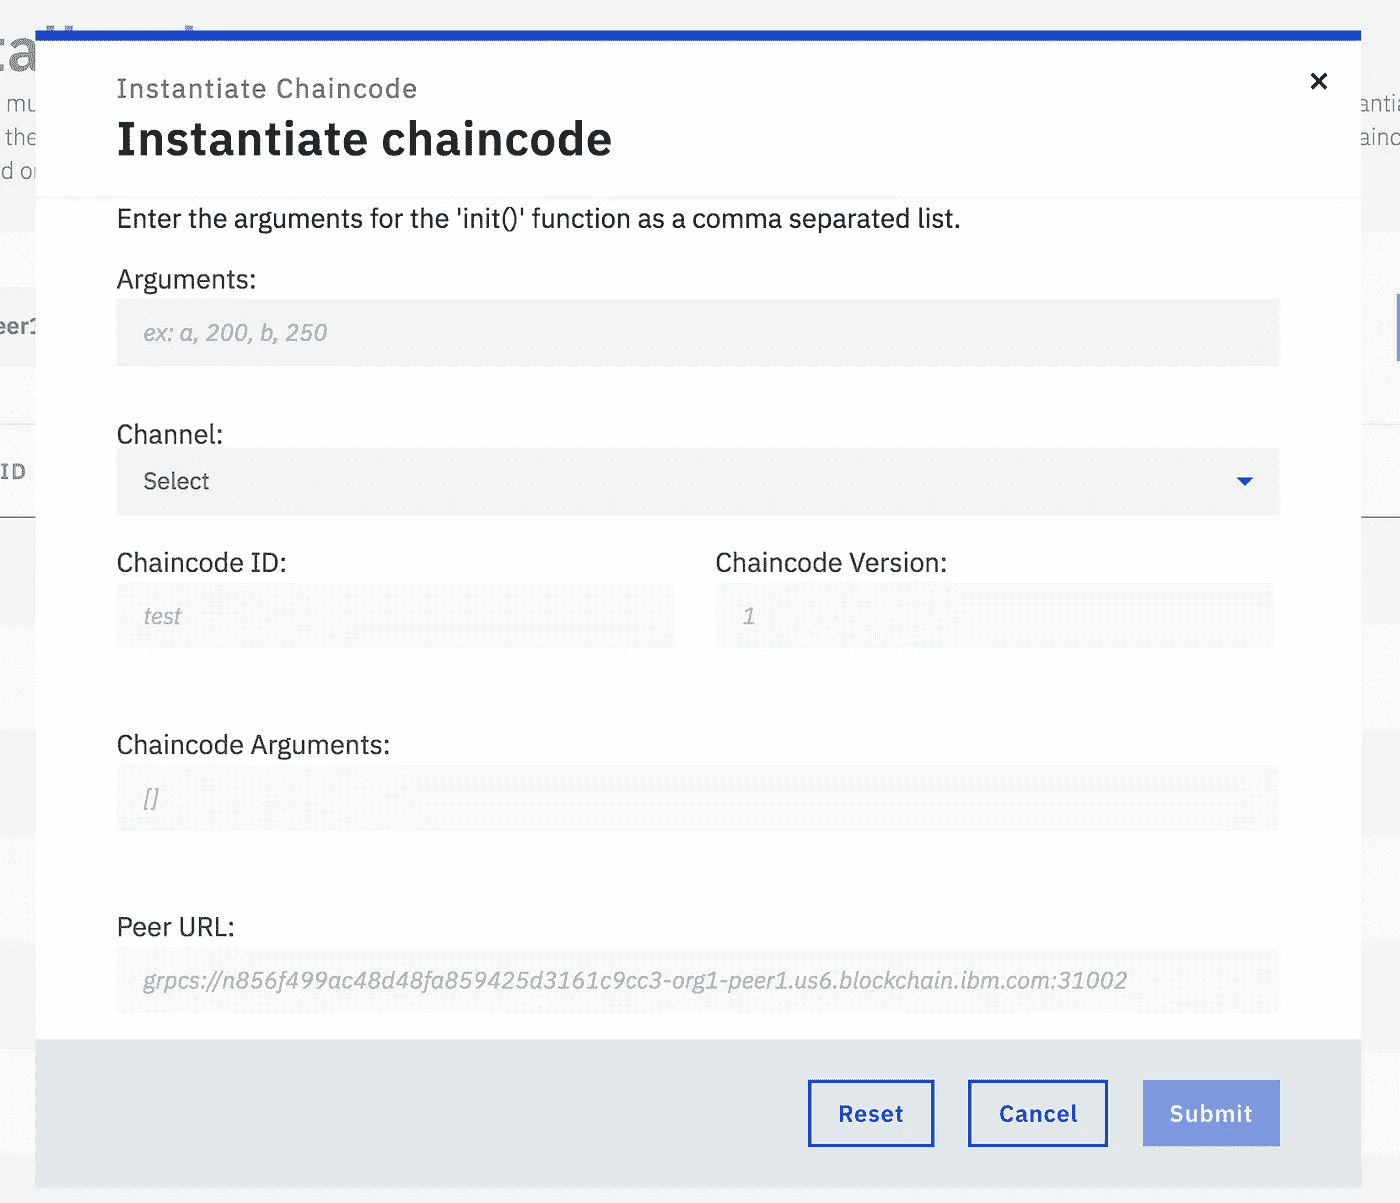 Instantiate Chaincode
Instantiate chaincode
Enter the arguments for the 'init()' function as a comma separated list.
Arguments:
ex: a, 200, b, 250
Channel:
Select
ID
Chaincode ID:
Chaincode Version:
test
1
Chaincode Arguments:
[]
Peer URL:
grpcs://n856f499ac48d48fa859425d3161c9cc3-org1-peer1.us6.blockchain.ibm.com:31002
Reset
Cancel
Submit